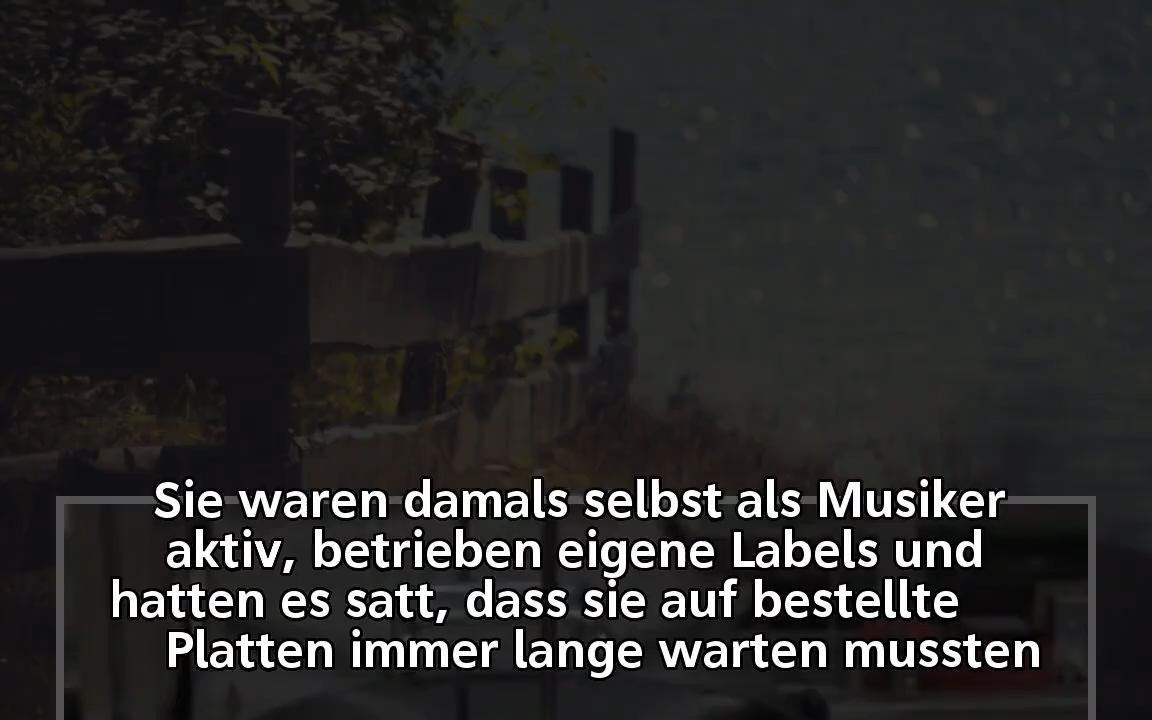 Sie waren damals selbst als Musiker
aktiv, betrieben eigene Labels und
hatten es satt, dass sie auf bestellte
Platten immer lange warten mussten